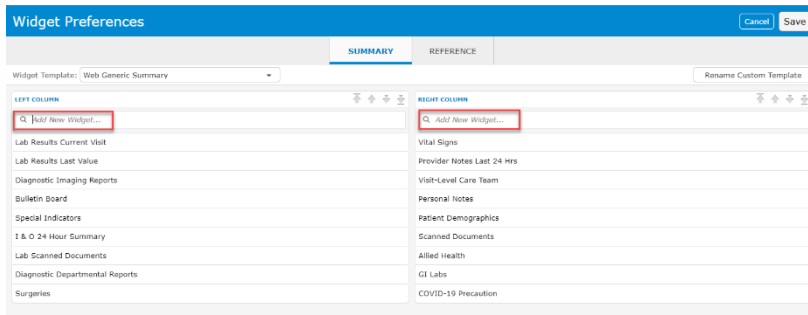 Widget Preferences
Cancel
Save
SUMMARY
REFERENCE
Widget Template: Web Generic Summary
Rename Custom Template
LEFT COLUMN
Add New Widget...
Lab Results Current Visit
Lab Results Last Value
Diagnostic Imaging Reports
Bulletin Board
Special Indicators
I & O 24 Hour Summary
Lab Scanned Documents
Diagnostic Departmental Reports
Surgeries
RIGHT COLUMN
Add New Widget...
Vital Signs
Provider Notes Last 24 Hrs
Visit-Level Care Team
Personal Notes
Patient Demographics
Scanned Documents
Allied Health
GI Labs
COVID-19 Precaution